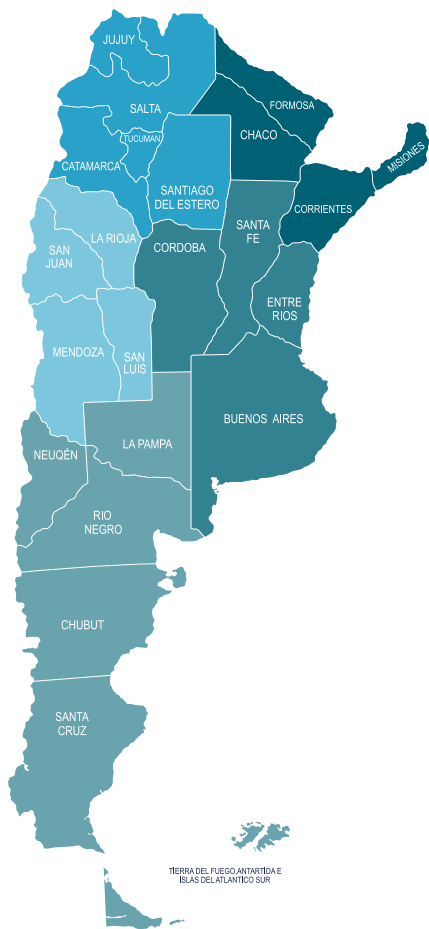 JUJUY
FORMOSA
SALTA
CHACO
TUCUMAN
MISIONES
CATAMARCA
SANTIAGO
DEL ESTERO
CORRIENTES
LA RIOJA
SANTA
FE
SAN
JUAN
CORDOBA
ENTRE
RIOS
MENDOZA
SAN
LUIS
BUENOS AIRES
LA PAMPA
NEUQÉN
RIO
NEGRO
CHUBUT
SANTA
CRUZ
TIERRA DEL FUEGO,ANTARTIDA E
ISLAS DEL ATLANTICO SUR